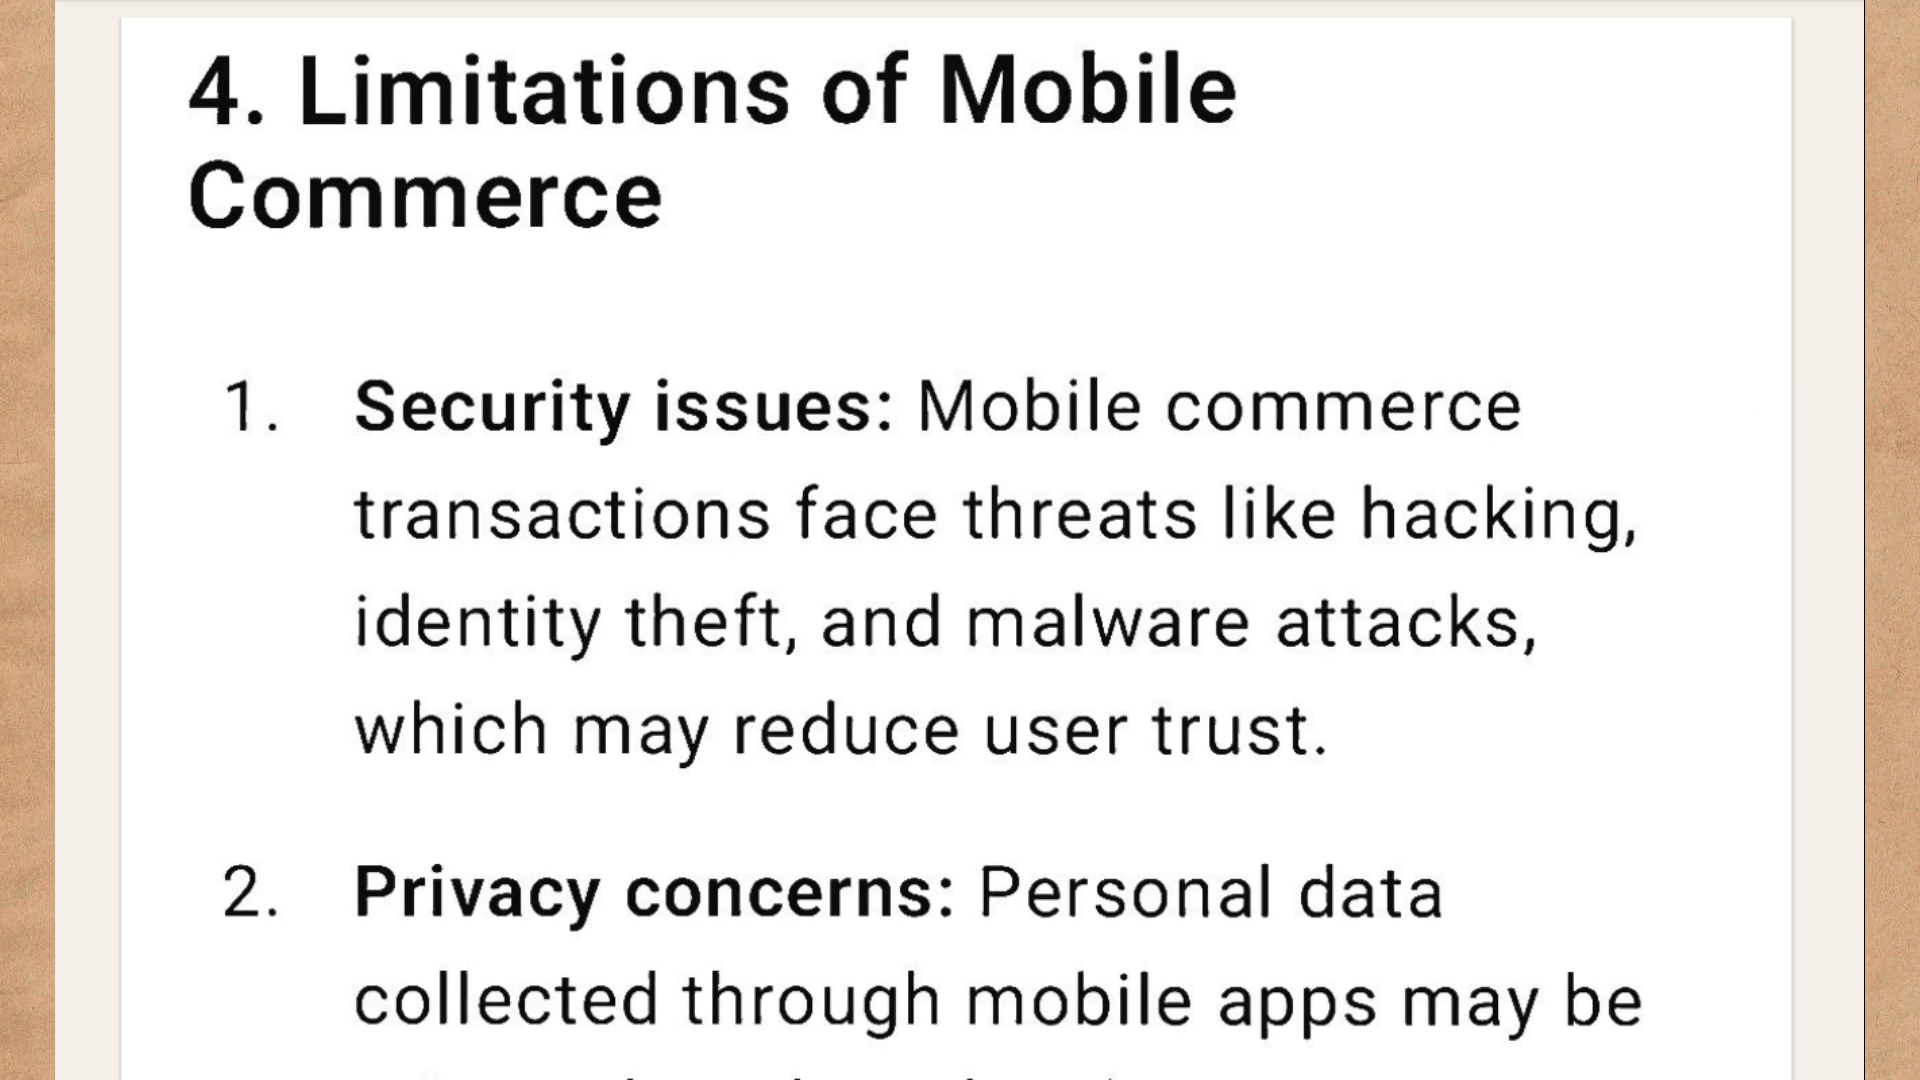 4. Limitations of Mobile
Commerce
1. Security issues: Mobile commerce
transactions face threats like hacking,
identity theft, and malware attacks,
which may reduce user trust.
2. Privacy concerns: Personal data
collected through mobile apps may be